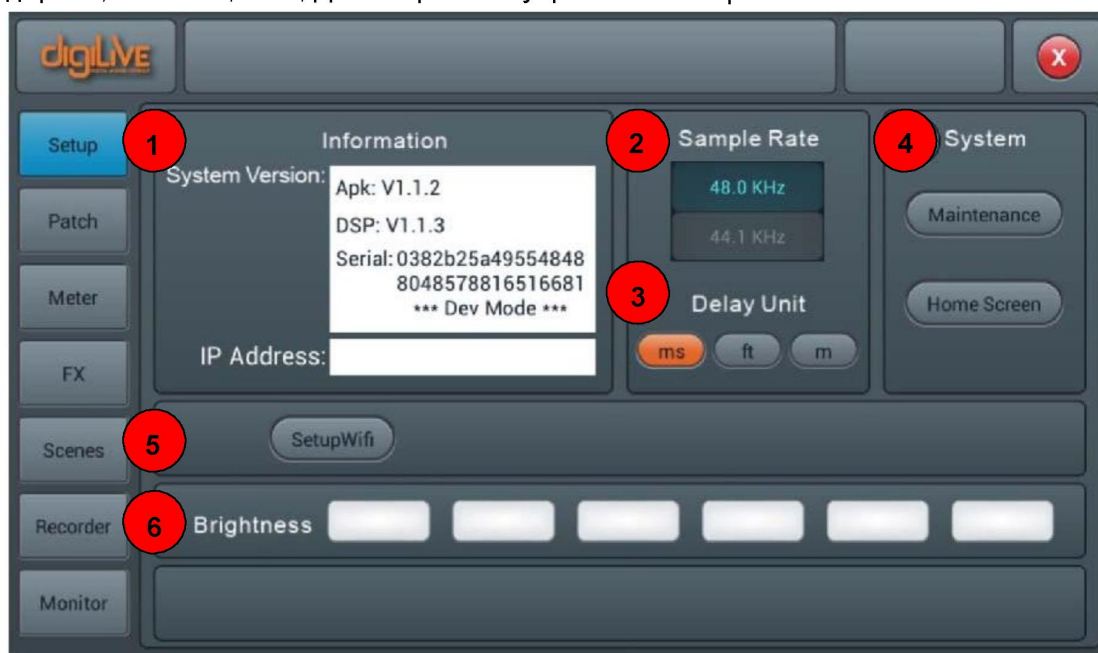 digiLIVE
X
Setup
Patch
Meter
FX
Scenes
Recorder
Monitor
1
Information
System Version:
Apk: V1.1.2
DSP: V1.1.3
Serial: 0382b25a49554848
8048578816516681
*** Dev Mode ***
IP Address:
2
Sample Rate
48.0 KHz
44.1 KHz
3
Delay Unit
ms ft m
4
System
Maintenance
Home Screen
5
SetupWifi
6
Brightness